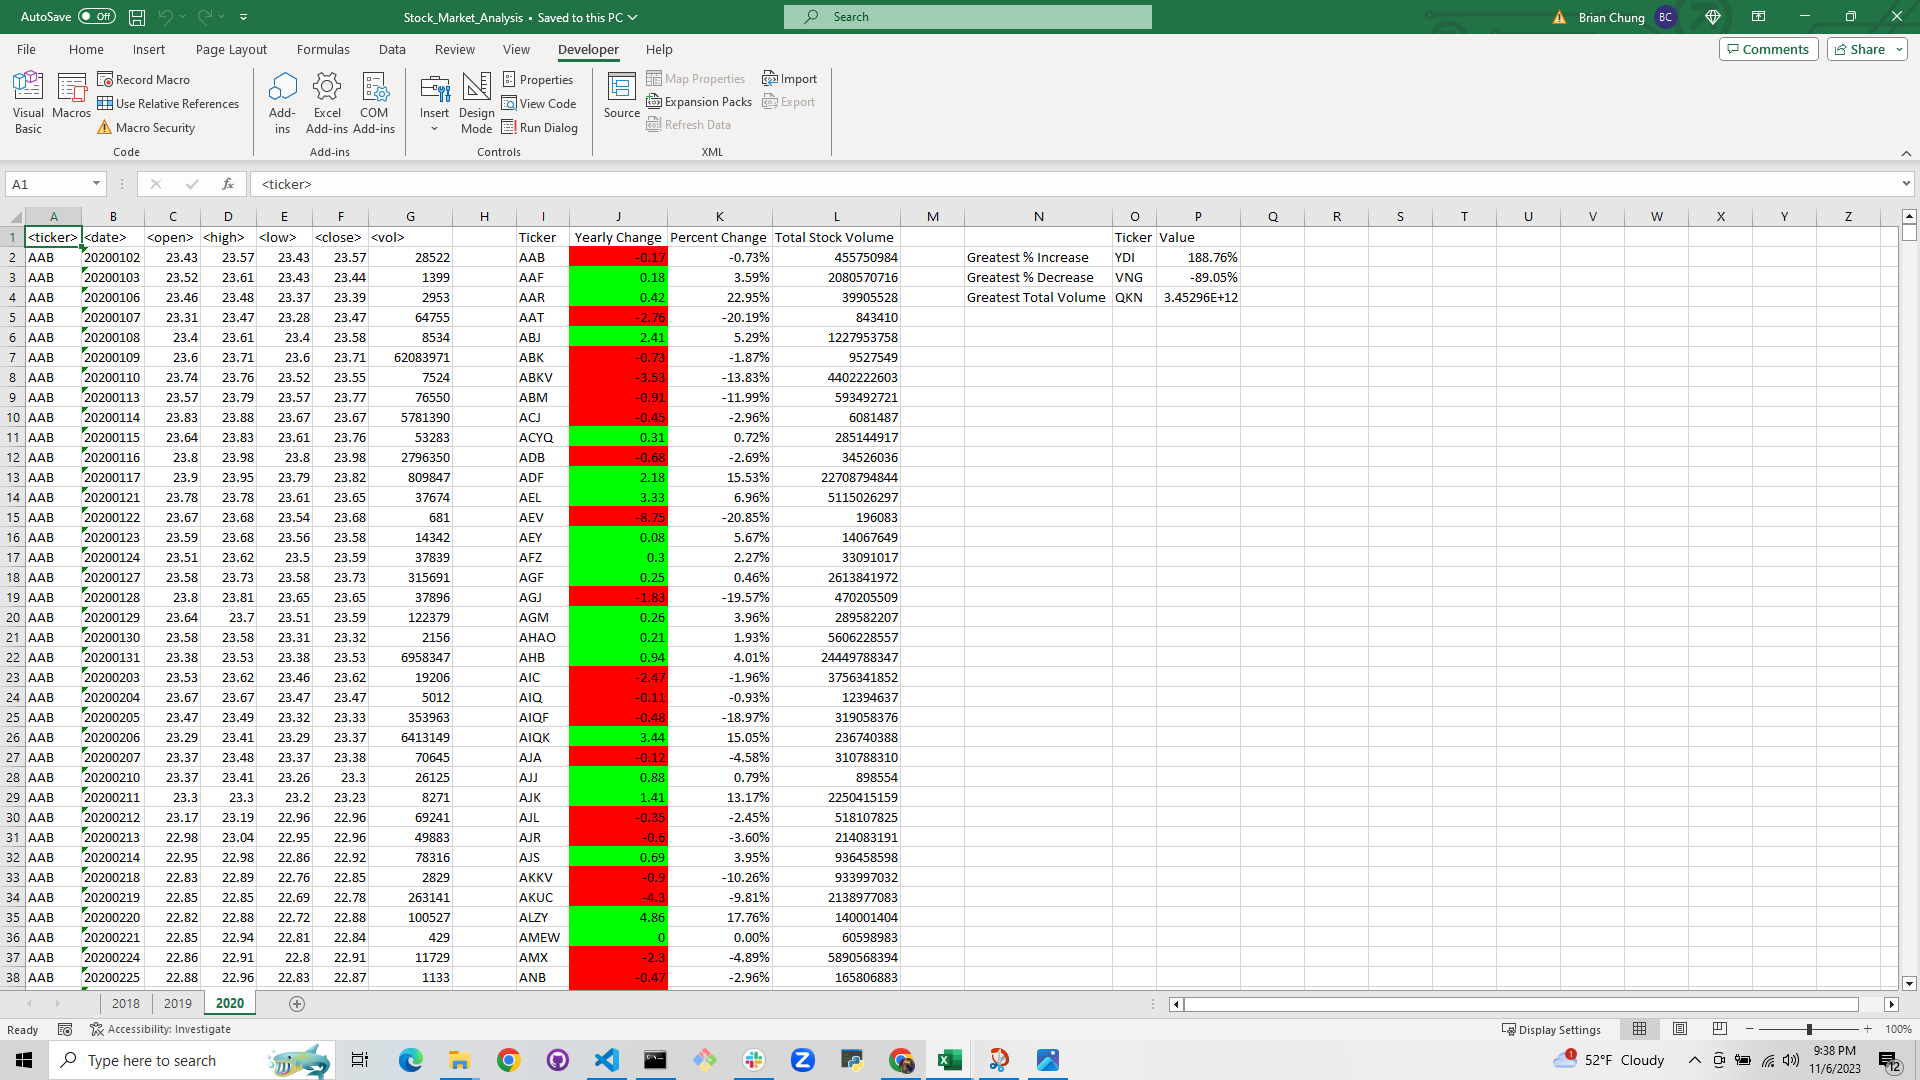 AutoSave Off Stock_Market_Analysis • Saved to this PC Search Brian Chung BC
File Home Insert Page Layout Formulas Data Review View Developer Help Comments Share
Visual Basic Macros Record Macro Use Relative References Macro Security Add-ins Excel Add-ins COM Add-ins Insert Design Mode Properties View Code Run Dialog Source Map Properties Expansion Packs Refresh Data Import Export
Code Add-ins Controls XML
A1 fx <ticker>
A B C D E F G H I J K L M N O P Q R S T U V W X Y Z
1 <ticker> <date> <open> <high> <low> <close> <vol> Ticker Yearly Change Percent Change Total Stock Volume Ticker Value
2 AAB 20200102 23.43 23.57 23.43 23.57 28522 AAB -0.17 -0.73% 455750984 Greatest % Increase YDI 188.76%
3 AAB 20200103 23.52 23.61 23.43 23.44 1399 AAF 0.18 3.59% 2080570716 Greatest % Decrease VNG -89.05%
4 AAB 20200106 23.46 23.48 23.37 23.39 2953 AAR 0.42 22.95% 39905528 Greatest Total Volume QKN 3.45296E+12
5 AAB 20200107 23.31 23.47 23.28 23.47 64755 AAT -2.76 -20.19% 843410
6 AAB 20200108 23.4 23.61 23.4 23.58 8534 ABJ 2.41 5.29% 1227953758
7 AAB 20200109 23.6 23.71 23.6 23.71 62083971 ABK -0.73 -1.87% 9527549
8 AAB 20200110 23.74 23.76 23.52 23.55 7524 ABKV -3.53 -13.83% 4402222603
9 AAB 20200113 23.57 23.79 23.57 23.77 76550 ABM -0.91 -11.99% 593492721
10 AAB 20200114 23.83 23.88 23.67 23.67 5781390 ACJ -0.45 -2.96% 6081487
11 AAB 20200115 23.64 23.83 23.61 23.76 53283 ACYQ 0.31 0.72% 285144917
12 AAB 20200116 23.8 23.98 23.8 23.98 2796350 ADB -0.68 -2.69% 34526036
13 AAB 20200117 23.9 23.95 23.79 23.82 809847 ADF 2.18 15.53% 22708794844
14 AAB 20200121 23.78 23.78 23.61 23.65 37674 AEL 3.33 6.96% 5115026297
15 AAB 20200122 23.67 23.68 23.54 23.68 681 AEV -8.75 -20.85% 196083
16 AAB 20200123 23.59 23.68 23.56 23.58 14342 AEY 0.08 5.67% 14067649
17 AAB 20200124 23.51 23.62 23.5 23.59 37839 AFZ 0.3 2.27% 33091017
18 AAB 20200127 23.58 23.73 23.58 23.73 315691 AGF 0.25 0.46% 2613841972
19 AAB 20200128 23.8 23.81 23.65 23.65 37896 AGJ -1.83 -19.57% 470205509
20 AAB 20200129 23.64 23.7 23.51 23.59 122379 AGM 0.26 3.96% 289582207
21 AAB 20200130 23.58 23.58 23.31 23.32 2156 AHAO 0.21 1.93% 5606228557
22 AAB 20200131 23.38 23.53 23.38 23.53 6958347 AHB 0.94 4.01% 24449788347
23 AAB 20200203 23.53 23.62 23.46 23.62 19206 AIC -2.47 -1.96% 3756341852
24 AAB 20200204 23.67 23.67 23.47 23.47 5012 AIQ -0.11 -0.93% 12394637
25 AAB 20200205 23.47 23.49 23.32 23.33 353963 AIQF -0.48 -18.97% 319058376
26 AAB 20200206 23.29 23.41 23.29 23.37 6413149 AIQK 3.44 15.05% 236740388
27 AAB 20200207 23.37 23.48 23.37 23.38 70645 AJA -0.12 -4.58% 310788310
28 AAB 20200210 23.37 23.41 23.26 23.3 26125 AJJ 0.88 0.79% 898554
29 AAB 20200211 23.3 23.3 23.2 23.23 8271 AJK 1.41 13.17% 2250415159
30 AAB 20200212 23.17 23.19 22.96 22.96 69241 AJL -0.35 -2.45% 518107825
31 AAB 20200213 22.98 23.04 22.95 22.96 49883 AJR -0.6 -3.60% 214083191
32 AAB 20200214 22.95 22.98 22.86 22.92 78316 AJS 0.69 3.95% 936458598
33 AAB 20200218 22.83 22.89 22.76 22.85 2829 AKKV -0.9 -10.26% 933997032
34 AAB 20200219 22.85 22.85 22.69 22.78 263141 AKUC -4.3 -9.81% 2138977083
35 AAB 20200220 22.82 22.88 22.72 22.88 100527 ALZY 4.86 17.76% 140001404
36 AAB 20200221 22.85 22.94 22.81 22.84 429 AMEW 0 0.00% 60598983
37 AAB 20200224 22.86 22.91 22.8 22.91 11729 AMX -2.3 -4.89% 5890568394
38 AAB 20200225 22.88 22.96 22.83 22.87 1133 ANB -0.47 -2.96% 165806883
2018 2019 2020
Ready Accessibility: Investigate Display Settings 100%
Type here to search 1 52°F Cloudy 9:38 PM 11/6/2023 12